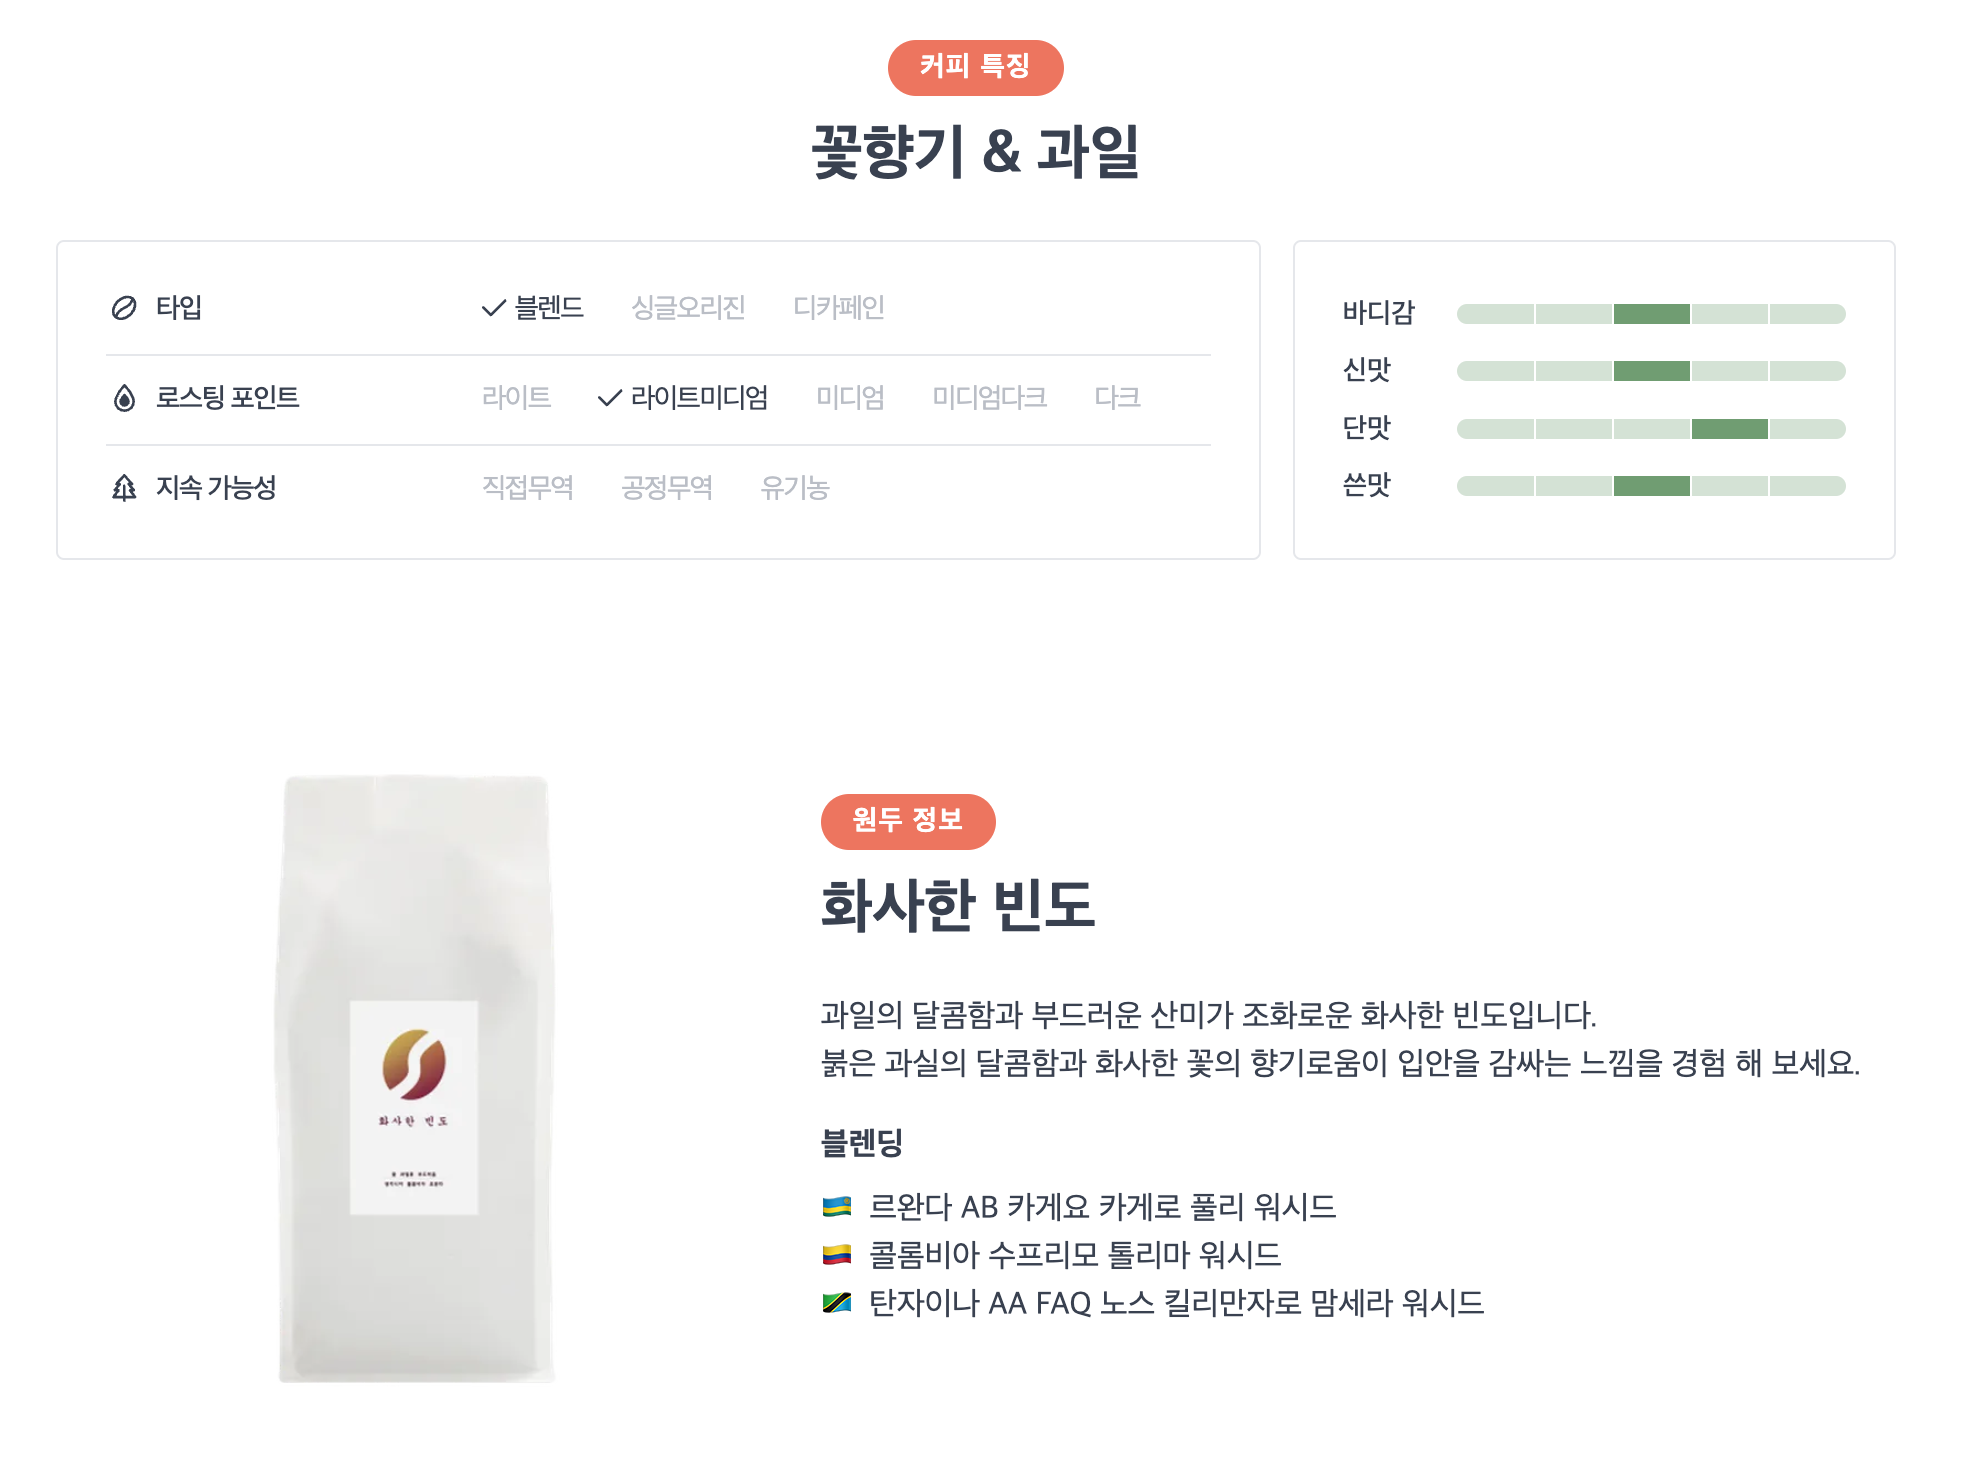 커피 특징
꽃향기 & 과일
타입 블렌드 싱글오리진 디카페인
로스팅 포인트 라이트 라이트미디엄 미디엄 미디엄다크 다크
지속 가능성 직접무역 공정무역 유기농
바디감
신맛
단맛
쓴맛
원두 정보
화사한 빈도
과일의 달콤함과 부드러운 산미가 조화로운 화사한 빈도입니다.
붉은 과실의 달콤함과 화사한 꽃의 향기로움이 입안을 감싸는 느낌을 경험 해 보세요.
블렌딩
르완다 AB 카게요 카게로 풀리 워시드
콜롬비아 수프리모 톨리마 워시드
탄자이나 AA FAQ 노스 킬리만자로 맘세라 워시드
화사한 빈도